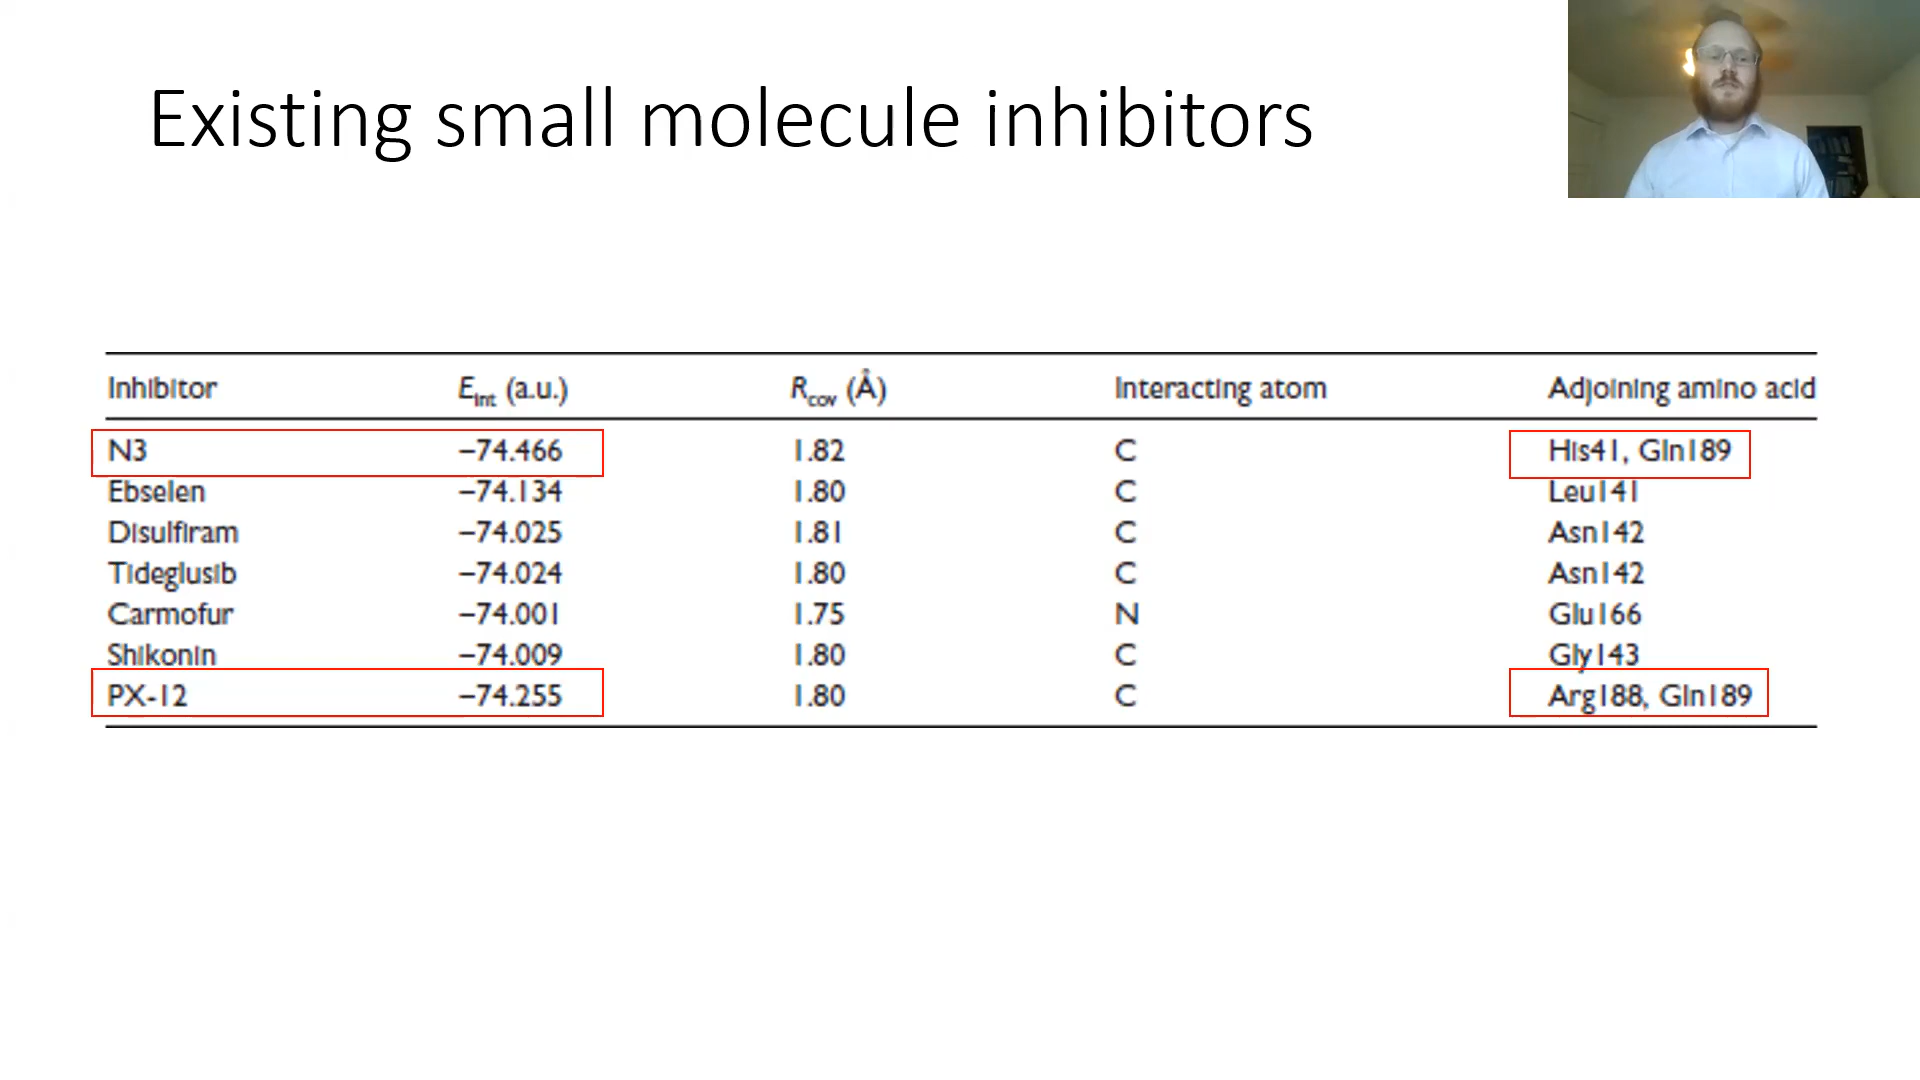 Existing small molecule inhibitors
Inhibitor E_int (a.u.) R_cov (Å) Interacting atom Adjoining amino acid
N3 −74.466 1.82 C His41, Gln189
Ebselen −74.134 1.80 C Leu141
Disulfiram −74.025 1.81 C Asn142
Tideglusib −74.024 1.80 C Asn142
Carmofur −74.001 1.75 N Glu166
Shikonin −74.009 1.80 C Gly143
PX-12 −74.255 1.80 C Arg188, Gln189